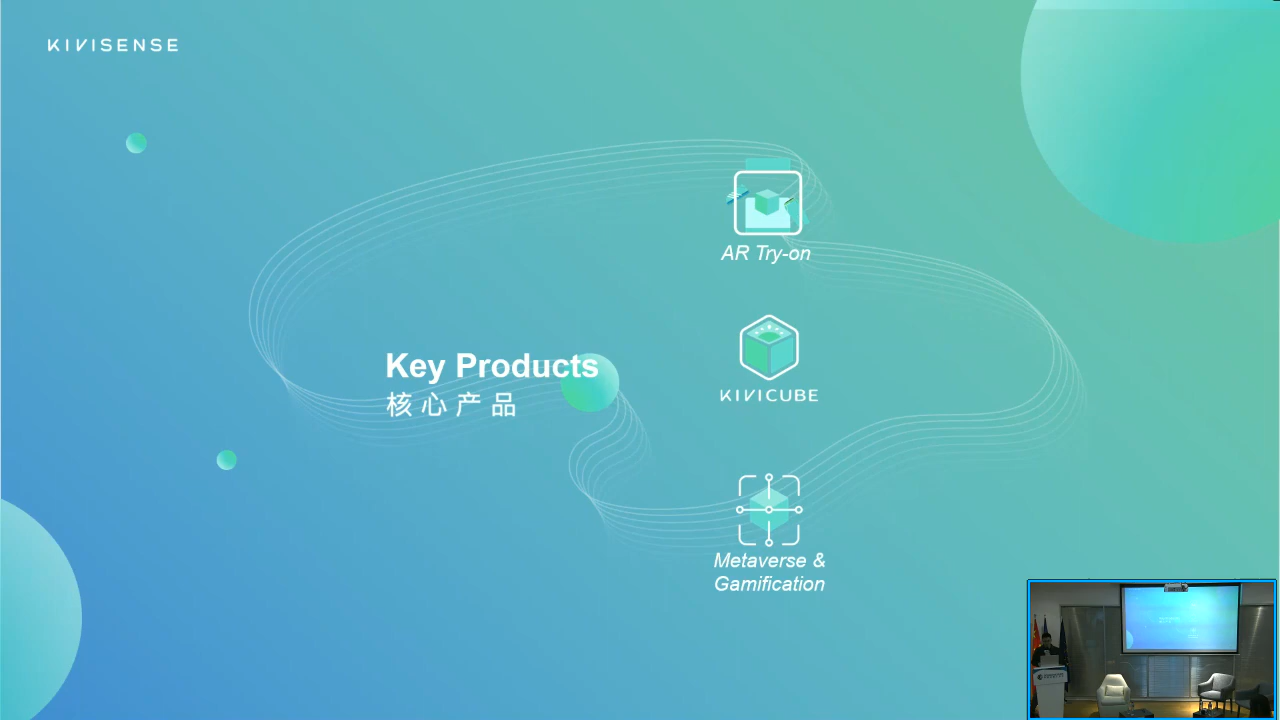 KIVISENSE
AR Try-on
Key Products
核心产品
KIVICUBE
Metaverse &
Gamification